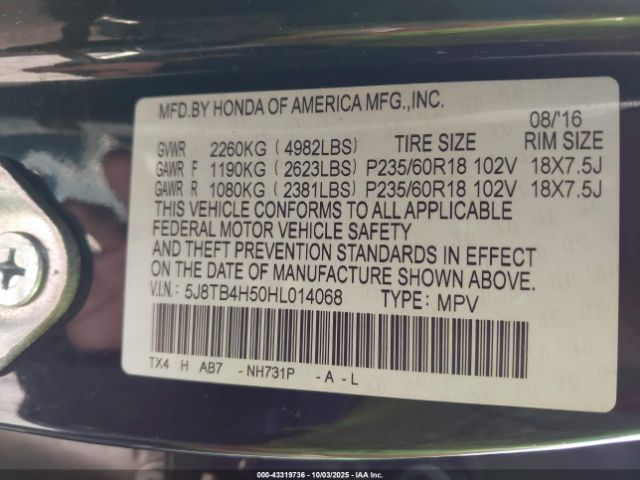 MFD.BY HONDA OF AMERICA MFG.,INC.
08/'16
GVWR 2260KG ( 4982LBS) TIRE SIZE RIM SIZE
GAWR F 1190KG ( 2623LBS) P235/60R18 102V 18X7.5J
GAWR R 1080KG ( 2381LBS) P235/60R18 102V 18X7.5J
THIS VEHICLE CONFORMS TO ALL APPLICABLE
FEDERAL MOTOR VEHICLE SAFETY
AND THEFT PREVENTION STANDARDS IN EFFECT
ON THE DATE OF MANUFACTURE SHOWN ABOVE.
V.I.N.: 5J8TB4H50HL014068 TYPE: MPV
TX4 H AB7 -NH731P -A-L
000-43319736 - 10/03/2025 - IAA Inc.